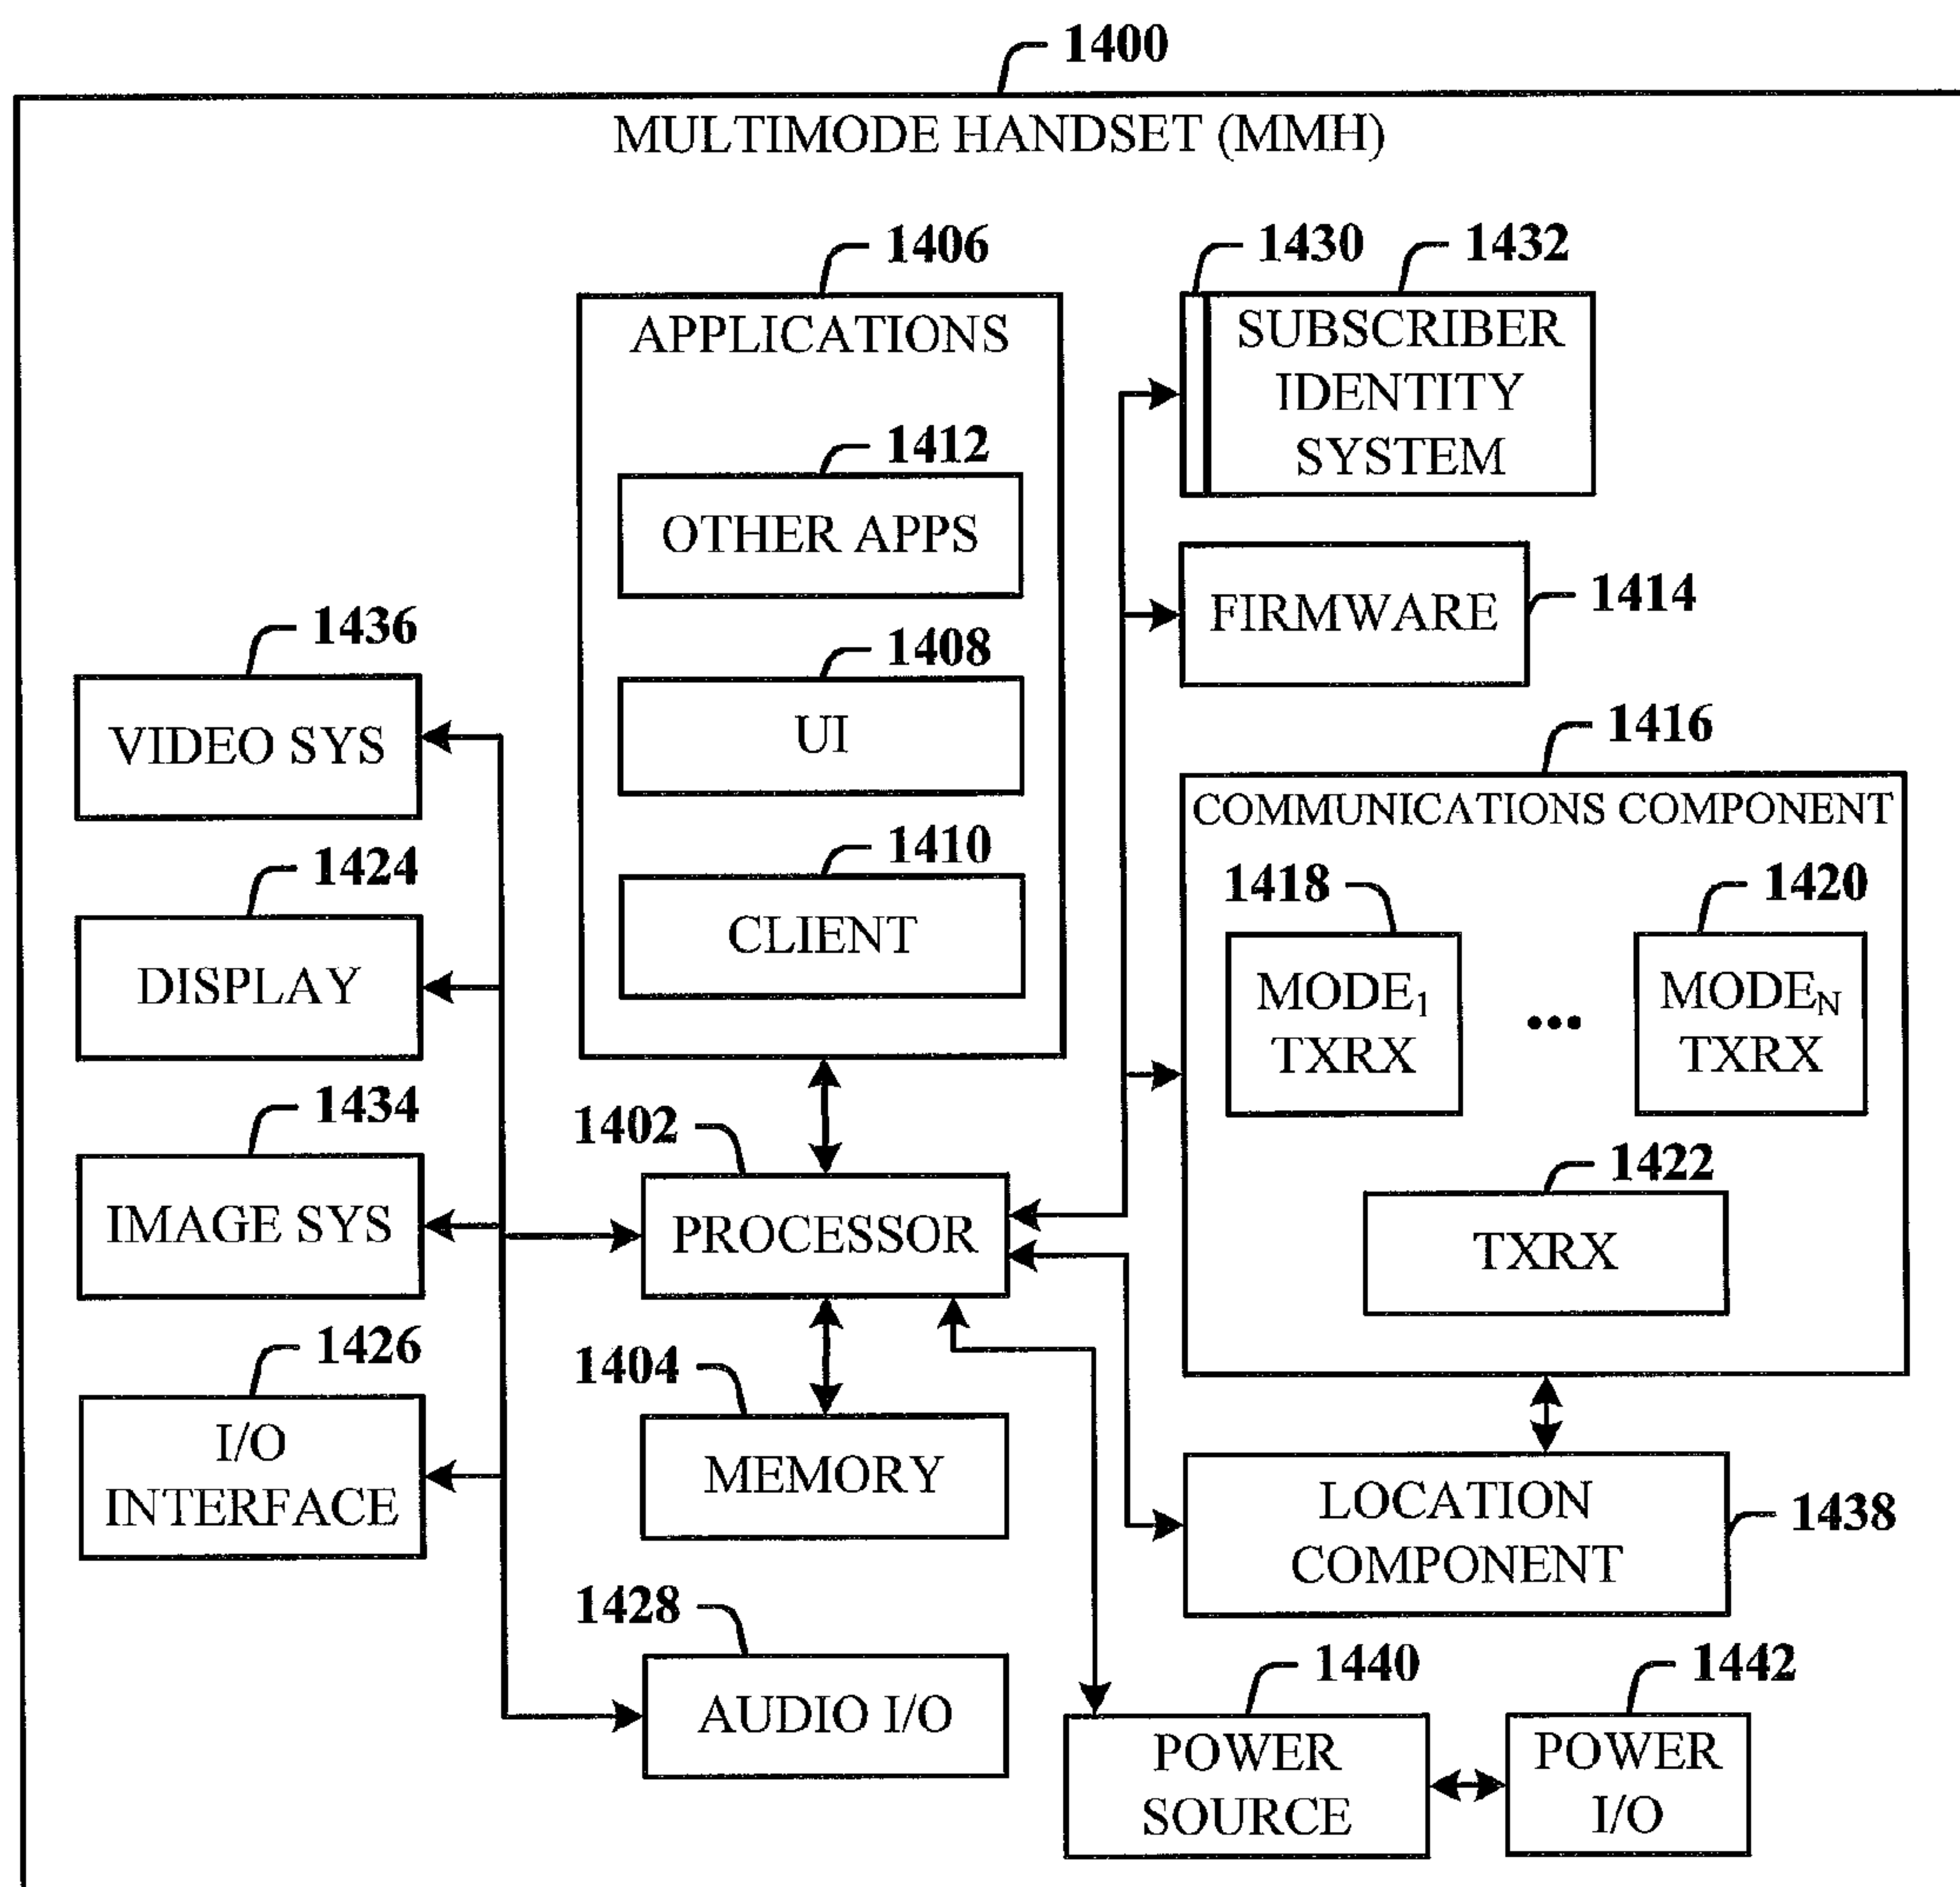 1400
MULTIMODE HANDSET (MMH)
1406
APPLICATIONS
1412
OTHER APPS
1408
UI
1410
CLIENT
1430
1432
SUBSCRIBER
IDENTITY
SYSTEM
FIRMWARE
1414
1436
VIDEO SYS
1424
DISPLAY
1434
IMAGE SYS
1426
I/O
INTERFACE
1416
COMMUNICATIONS COMPONENT
1418
MODE₁
TXRX
...
1420
MODE_N
TXRX
1422
TXRX
1402
PROCESSOR
1404
MEMORY
1428
AUDIO I/O
LOCATION
COMPONENT
1438
1440
POWER
SOURCE
1442
POWER
I/O